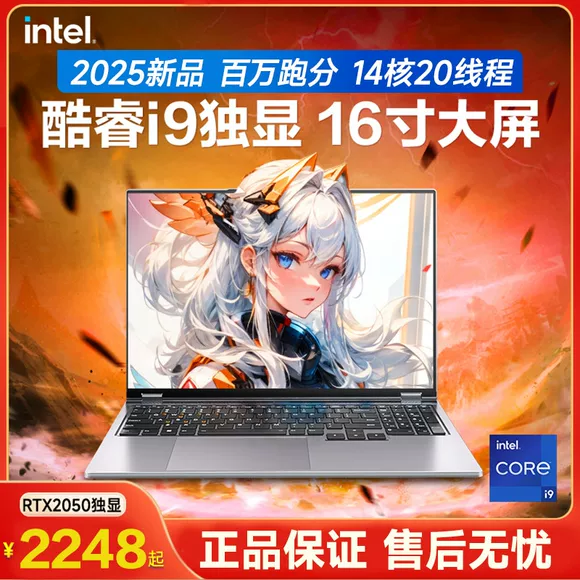 intel.
2025新品 百万跑分 14核20线程
酷睿i9独显 16寸大屏
intel.
CORE
i9
RTX2050独显
¥2248起
正品保证 售后无忧